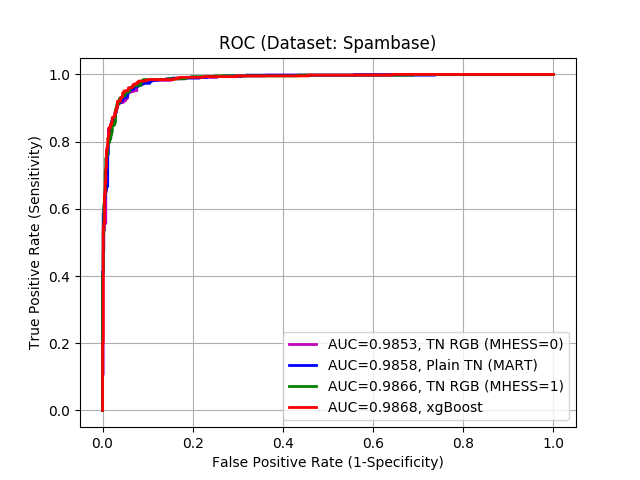 ROC (Dataset: Spambase)
True Positive Rate (Sensitivity)
1.0
0.8
0.6
0.4
0.2
0.0
AUC=0.9853, TN RGB (MHESS=0)
AUC=0.9858, Plain TN (MART)
AUC=0.9866, TN RGB (MHESS=1)
AUC=0.9868, xgBoost
0.0 0.2 0.4 0.6 0.8 1.0
False Positive Rate (1-Specificity)